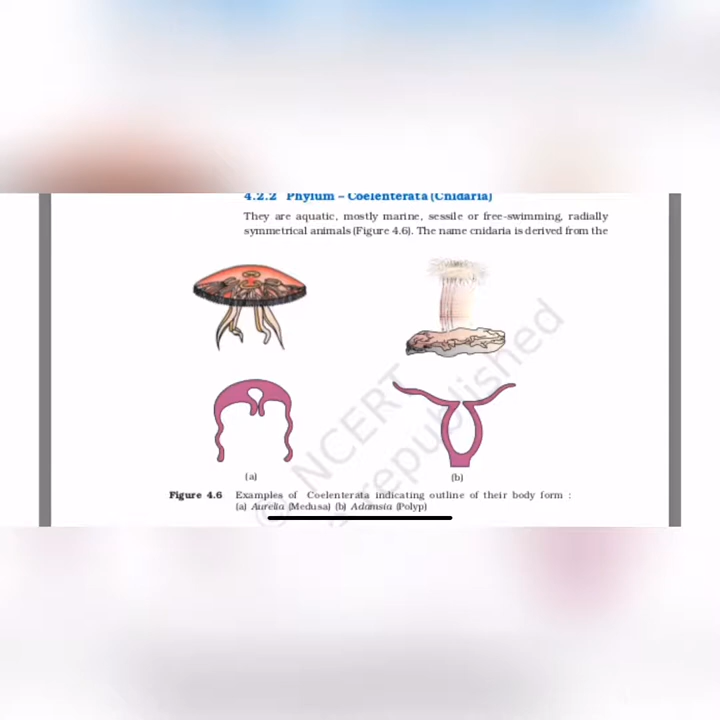 4.2.2 Phylum – Coelenterata (Cnidaria)
They are aquatic, mostly marine, sessile or free-swimming, radially
symmetrical animals (Figure 4.6). The name cnidaria is derived from the
(a)
(b)
Figure 4.6 Examples of Coelenterata indicating outline of their body form :
(a) Aurelia (Medusa) (b) Adamsia (Polyp)
© NCERT
republished